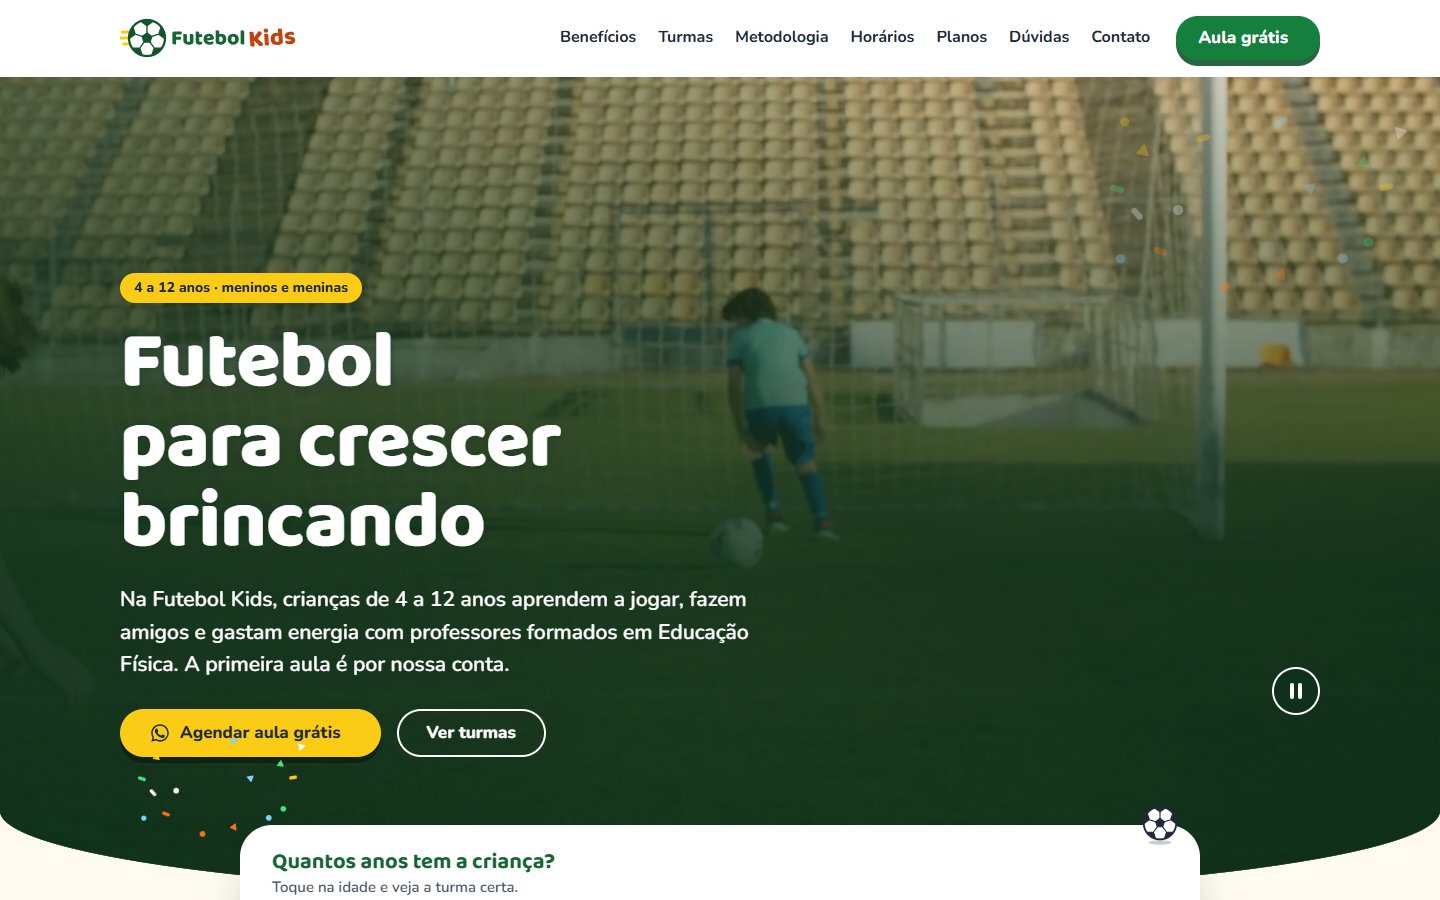 Futebol Kids
Benefícios
Turmas
Metodologia
Horários
Planos
Dúvidas
Contato
Aula grátis
4 a 12 anos · meninos e meninas
Futebol
para crescer
brincando
Na Futebol Kids, crianças de 4 a 12 anos aprendem a jogar, fazem
amigos e gastam energia com professores formados em Educação
Física. A primeira aula é por nossa conta.
Agendar aula grátis
Ver turmas
Quantos anos tem a criança?
Toque na idade e veja a turma certa.